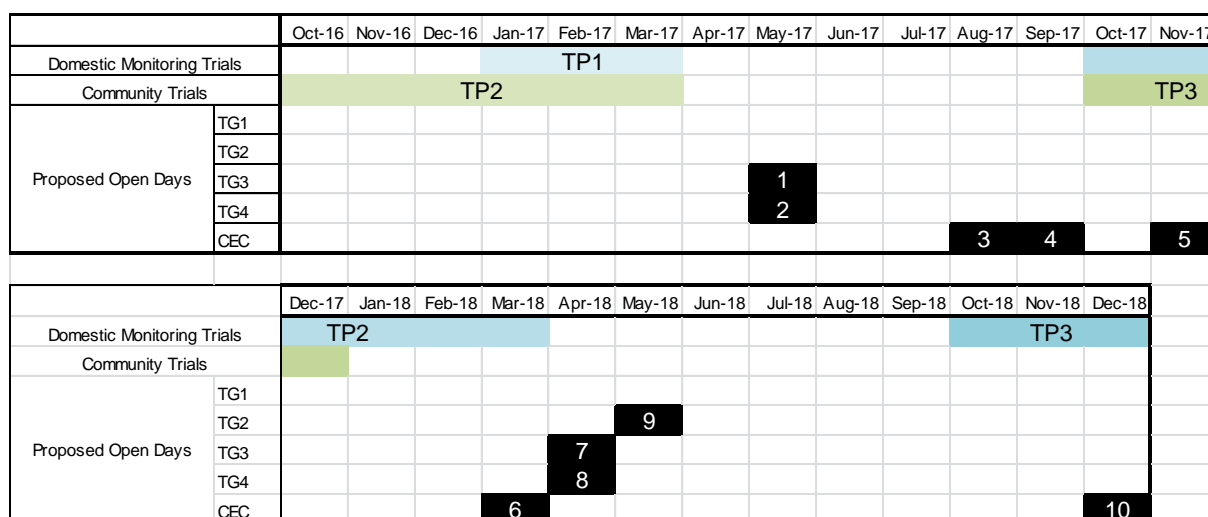 Oct-16 Nov-16 Dec-16 Jan-17 Feb-17 Mar-17 Apr-17 May-17 Jun-17 Jul-17 Aug-17 Sep-17 Oct-17 Nov-17
Domestic Monitoring Trials TP1
Community Trials TP2 TP3
TG1
TG2
Proposed Open Days TG3 1
TG4 2
CEC 3 4 5
Dec-17 Jan-18 Feb-18 Mar-18 Apr-18 May-18 Jun-18 Jul-18 Aug-18 Sep-18 Oct-18 Nov-18 Dec-18
Domestic Monitoring Trials TP2 TP3
Community Trials
TG1
TG2 9
Proposed Open Days TG3 7
TG4 8
CEC 6 10